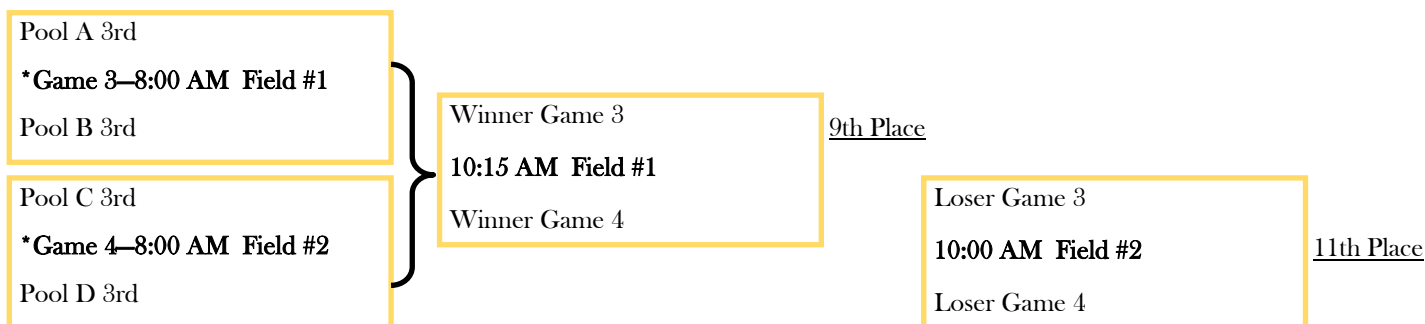 Pool A 3rd
*Game 3—8:00 AM  Field #1
Pool B 3rd
Pool C 3rd
*Game 4—8:00 AM  Field #2
Pool D 3rd
Winner Game 3
10:15 AM  Field #1
Winner Game 4
9th Place
Loser Game 3
10:00 AM  Field #2
Loser Game 4
11th Place